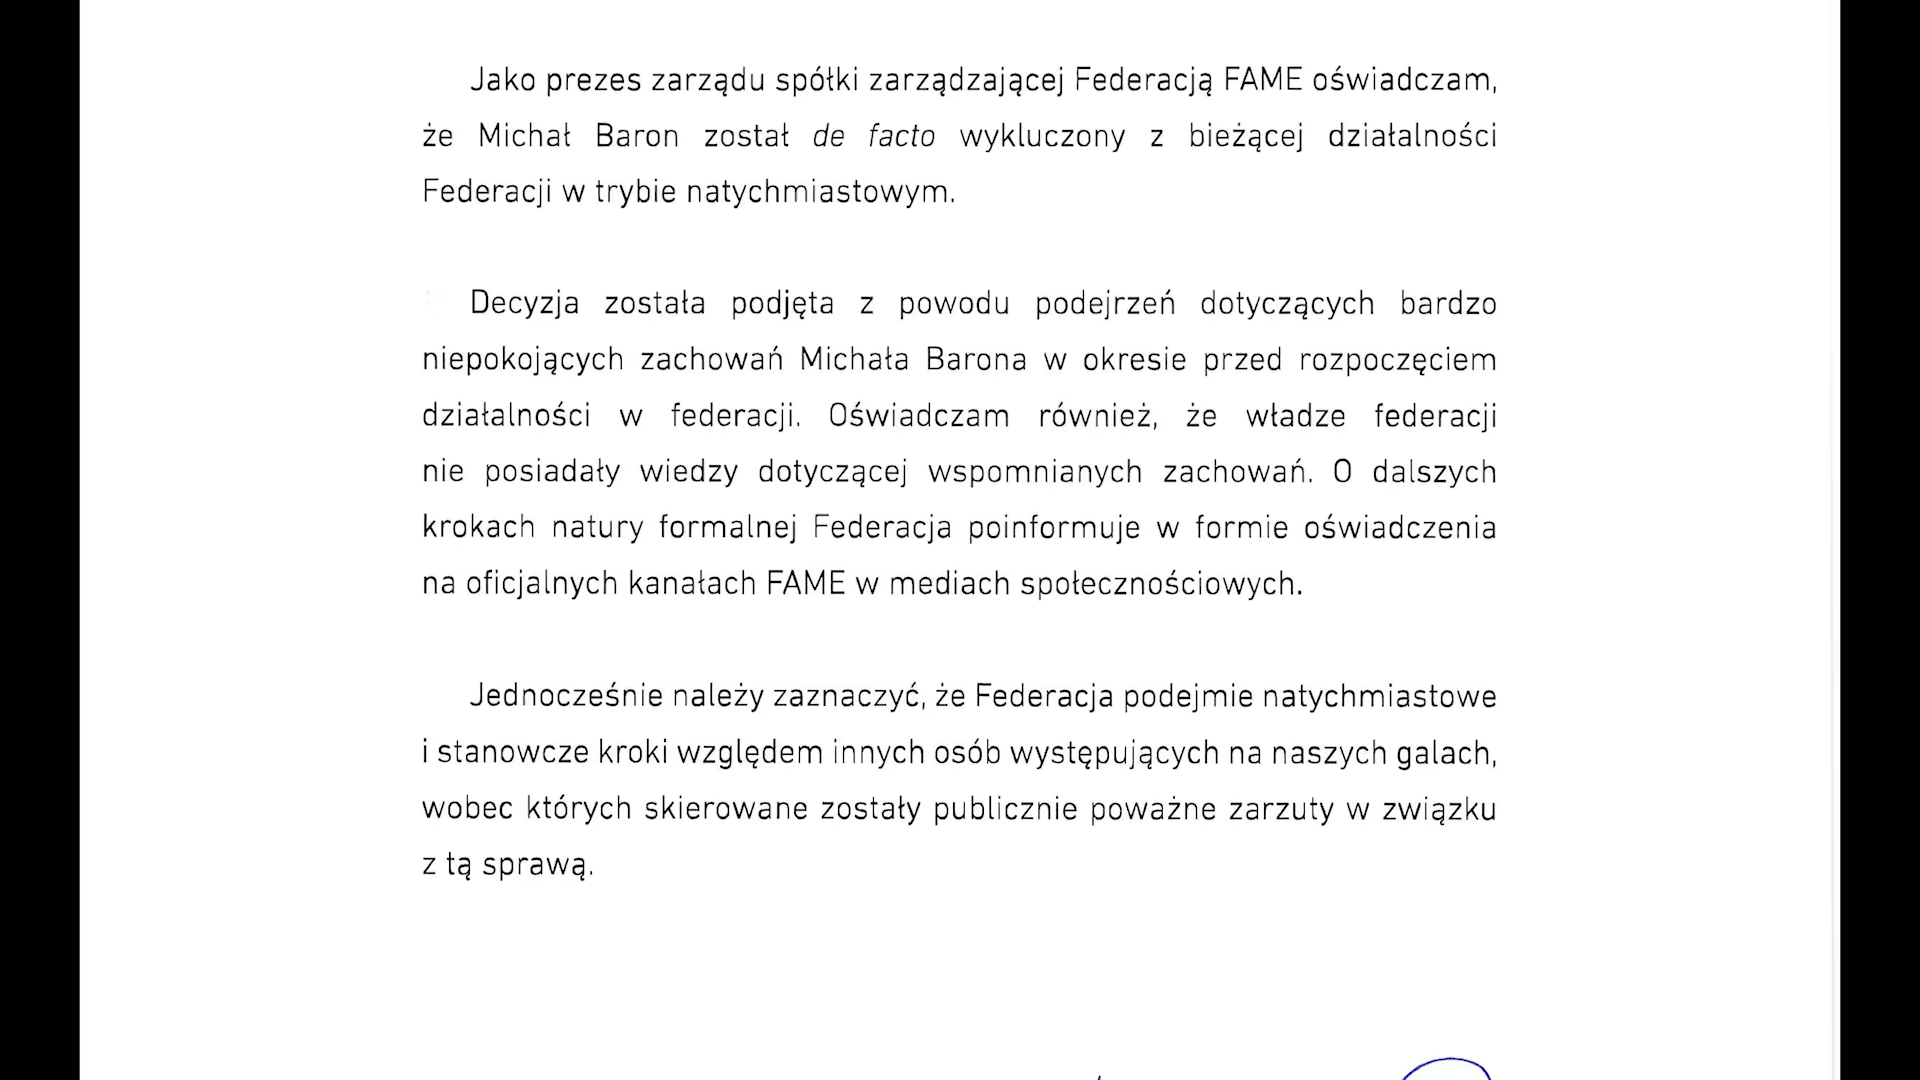 Jako prezes zarządu spółki zarządzającej Federacją FAME oświadczam,
że Michał Baron został de facto wykluczony z bieżącej działalności
Federacji w trybie natychmiastowym.
Decyzja została podjęta z powodu podejrzeń dotyczących bardzo
niepokojących zachowań Michała Barona w okresie przed rozpoczęciem
działalności w federacji. Oświadczam również, że władze federacji
nie posiadały wiedzy dotyczącej wspomnianych zachowań. O dalszych
krokach natury formalnej Federacja poinformuje w formie oświadczenia
na oficjalnych kanałach FAME w mediach społecznościowych.
Jednocześnie należy zaznaczyć, że Federacja podejmie natychmiastowe
i stanowcze kroki względem innych osób występujących na naszych galach,
wobec których skierowane zostały publicznie poważne zarzuty w związku
z tą sprawą.